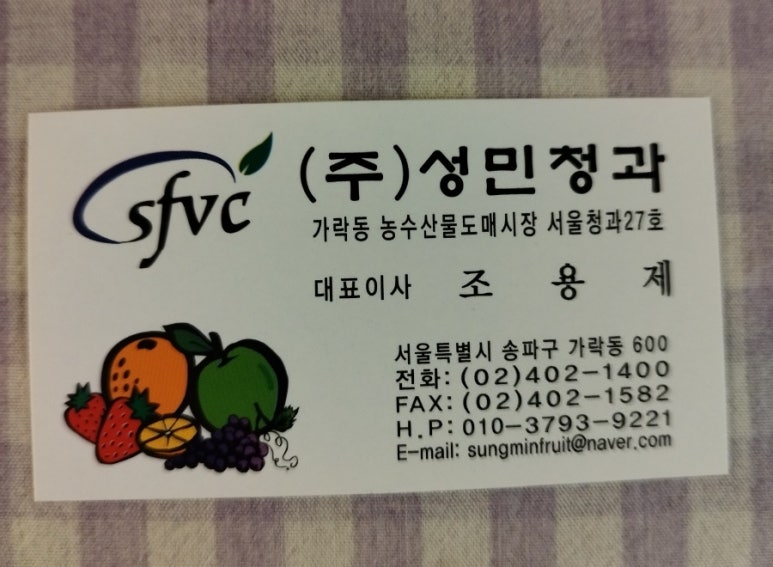 sfvc
(주)성민청과
가락동 농수산물도매시장 서울청과27호
대표이사 조 용 제
서울특별시 송파구 가락동 600
전화: (02)402-1400
FAX: (02)402-1582
H.P: 010-3793-9221
E-mail: sungminfruit@naver.com